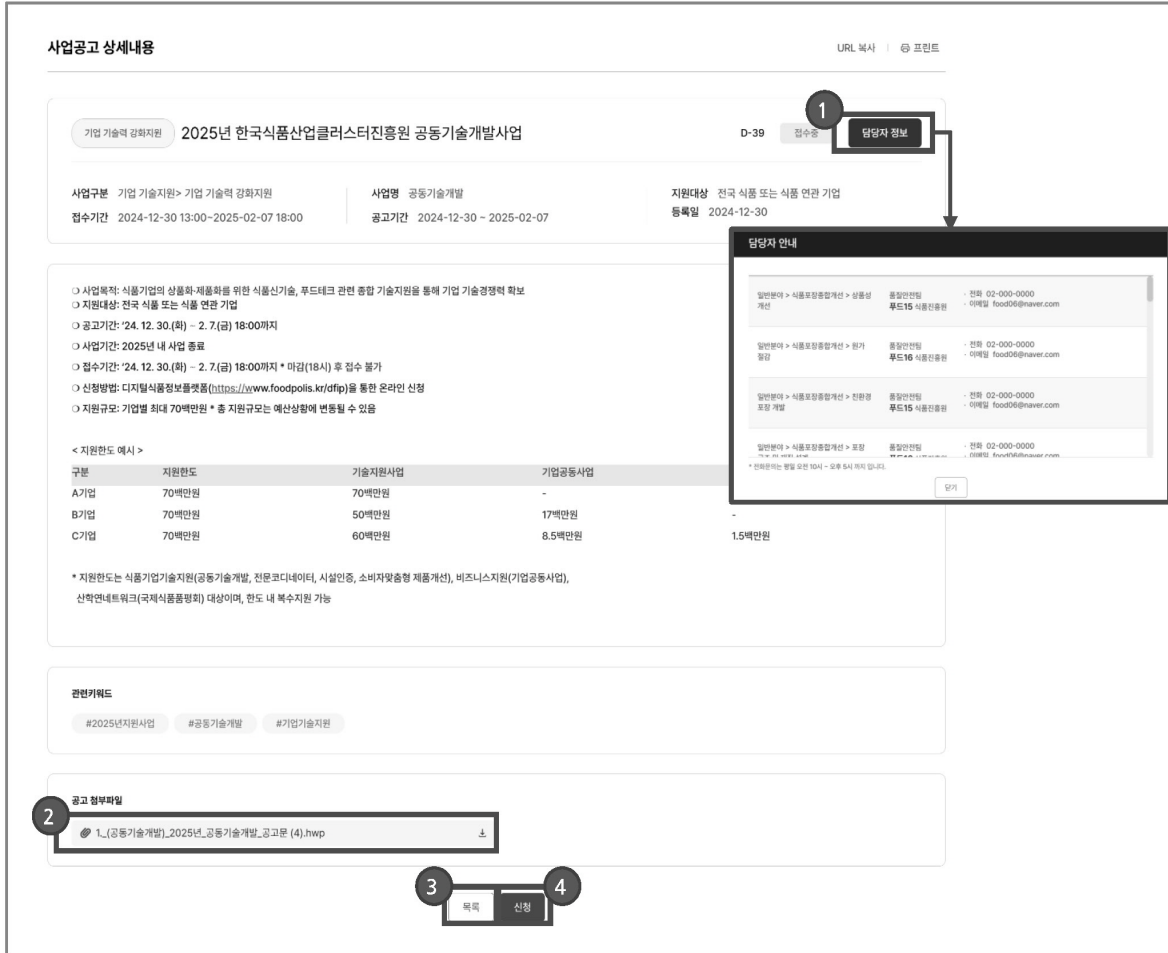 사업공고 상세내용
URL 복사 프린트
1
기업 기술력 강화지원 2025년 한국식품산업클러스터진흥원 공동기술개발사업 D-39 접수중 담당자 정보
사업구분 기업 기술지원> 기업 기술력 강화지원 사업명 공동기술개발 지원대상 전국 식품 또는 식품 연관 기업
접수기간 2024-12-30 13:00~2025-02-07 18:00 공고기간 2024-12-30 ~ 2025-02-07 등록일 2024-12-30
❍ 사업목적: 식품기업의 상품화·제품화를 위한 식품신기술, 푸드테크 관련 종합 기술지원을 통해 기업 기술경쟁력 확보
❍ 지원대상: 전국 식품 또는 식품 연관 기업
❍ 공고기간: ‘24. 12. 30.(화) ~ 2. 7.(금) 18:00까지
❍ 사업기간: 2025년 내 사업 종료
❍ 접수기간: ‘24. 12. 30.(화) ~ 2. 7.(금) 18:00까지 * 마감(18시) 후 접수 불가
❍ 신청방법: 디지털식품정보플랫폼(https://www.foodpolis.kr/dfip)을 통한 온라인 신청
❍ 지원규모: 기업별 최대 70백만원 * 총 지원규모는 예산상황에 변동될 수 있음
< 지원한도 예시 >
구분 지원한도 기술지원사업 기업공동사업
A기업 70백만원 70백만원 -
B기업 70백만원 50백만원 17백만원 -
C기업 70백만원 60백만원 8.5백만원 1.5백만원
* 지원한도는 식품기업기술지원(공동기술개발, 전문코디네이터, 시설인증, 소비자맞춤형 제품개선), 비즈니스지원(기업공동사업),
산학연네트워크(국제식품품평회) 대상이며, 한도 내 복수지원 가능
담당자 안내
일반분야 > 식품포장종합개선 > 상품성 품질안전팀 · 전화 02-000-0000
개선 푸드15 식품진흥원 · 이메일 food06@naver.com
일반분야 > 식품포장종합개선 > 원가 품질안전팀 · 전화 02-000-0000
절감 푸드16 식품진흥원 · 이메일 food06@naver.com
일반분야 > 식품포장종합개선 > 친환경 품질안전팀 · 전화 02-000-0000
포장 개발 푸드15 식품진흥원 · 이메일 food06@naver.com
일반분야 > 식품포장종합개선 > 포장 품질안전팀 · 전화 02-000-0000
· 이메일 food06@naver.com
* 전화문의는 평일 오전 10시 ~ 오후 5시 까지 입니다.
닫기
관련키워드
#2025년지원사업 #공동기술개발 #기업기술지원
공고 첨부파일
2
1._(공동기술개발)_2025년_공동기술개발_공고문 (4).hwp
3 4
목록 신청